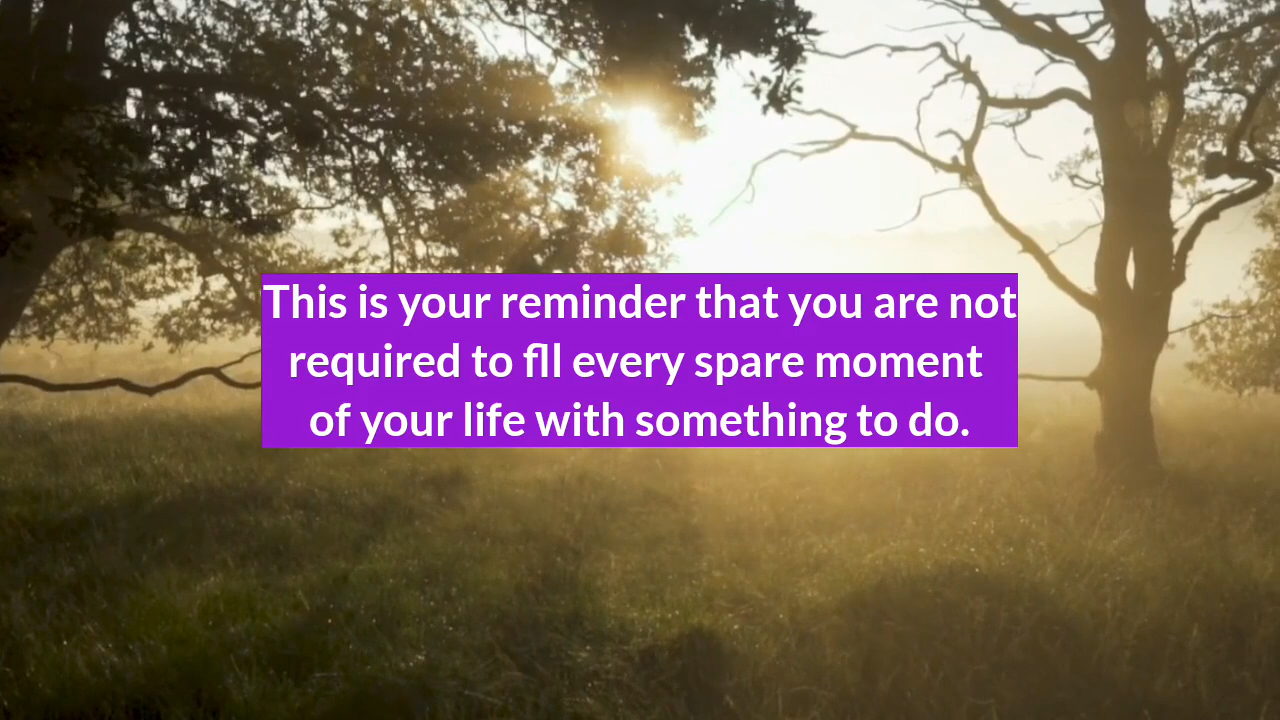 This is your reminder that you are not
required to fill every spare moment
of your life with something to do.